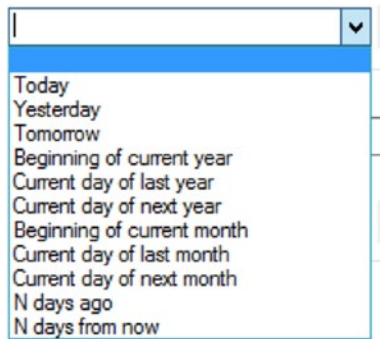 Today
Yesterday
Tomorrow
Beginning of current year
Current day of last year
Current day of next year
Beginning of current month
Current day of last month
Current day of next month
N days ago
N days from now